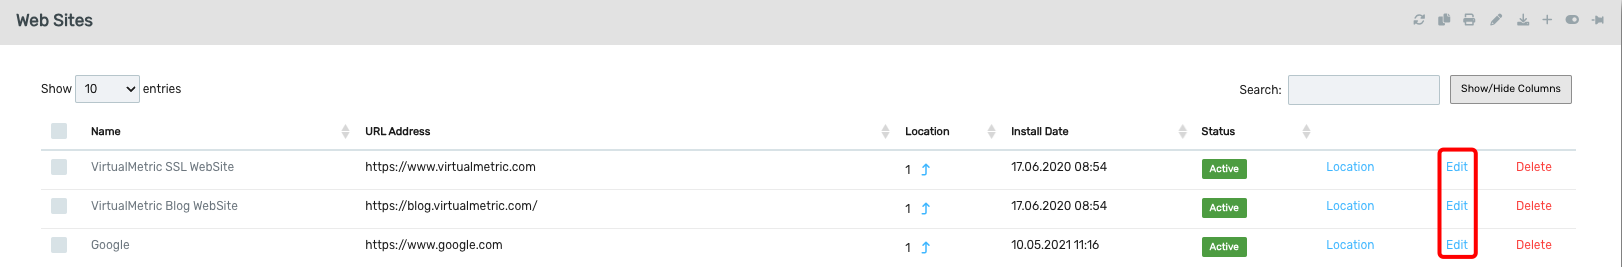 Web Sites
Show 10 entries Search: Show/Hide Columns
Name URL Address Location Install Date Status
VirtualMetric SSL WebSite https://www.virtualmetric.com 1 17.06.2020 08:54 Active Location Edit Delete
VirtualMetric Blog WebSite https://blog.virtualmetric.com/ 1 17.06.2020 08:54 Active Location Edit Delete
Google https://www.google.com 1 10.05.2021 11:16 Active Location Edit Delete